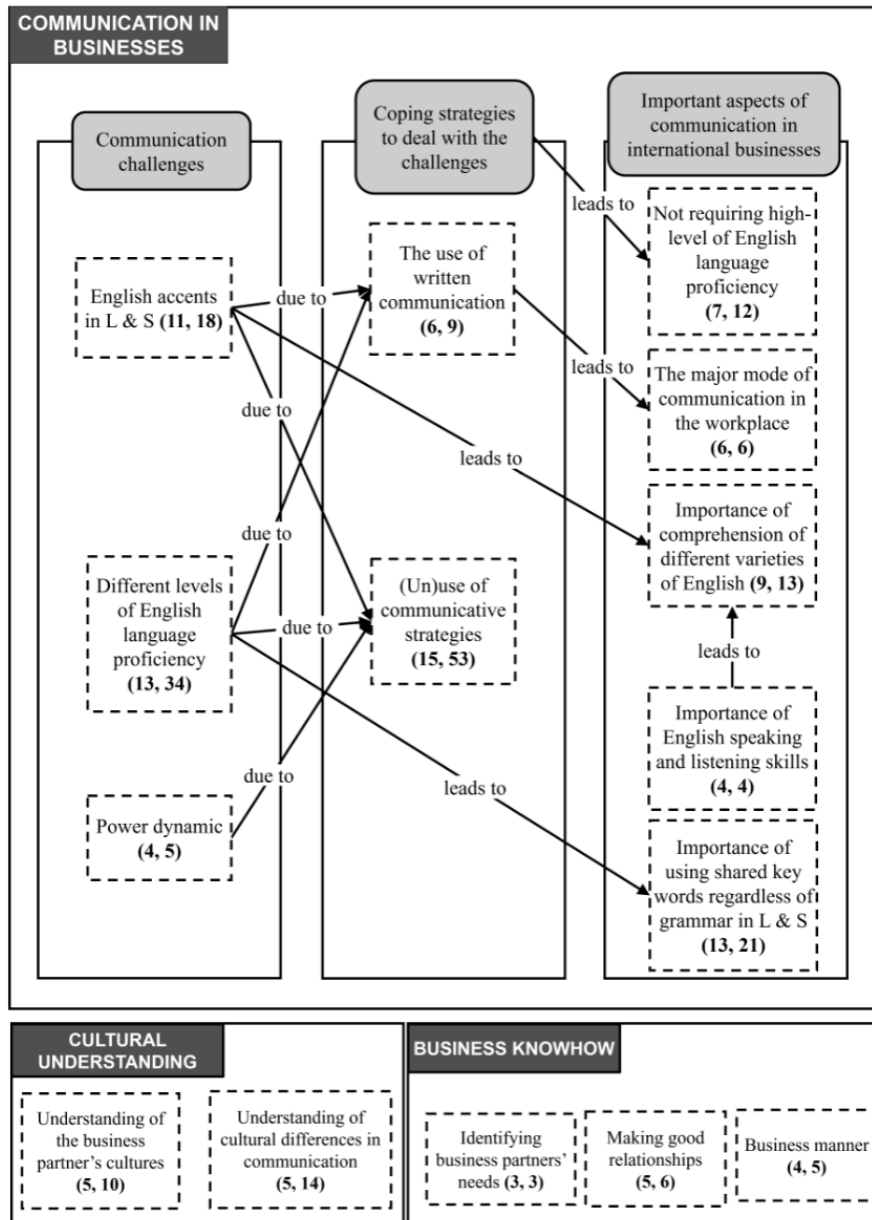 COMMUNICATION IN
BUSINESSES
Communication
challenges
Coping strategies
to deal with the
challenges
Important aspects of
communication in
international businesses
English accents
in L & S (11, 18)
Different levels
of English
language
proficiency
(13, 34)
Power dynamic
(4, 5)
due to
due to
due to
due to
due to
The use of
written
communication
(6, 9)
(Un)use of
communicative
strategies
(15, 53)
leads to
leads to
leads to
leads to
leads to
Not requiring high-
level of English
language
proficiency
(7, 12)
The major mode of
communication in
the workplace
(6, 6)
Importance of
comprehension of
different varieties
of English (9, 13)
Importance of
English speaking
and listening skills
(4, 4)
Importance of
using shared key
words regardless of
grammar in L & S
(13, 21)
CULTURAL
UNDERSTANDING
Understanding of
the business
partner's cultures
(5, 10)
Understanding of
cultural differences in
communication
(5, 14)
BUSINESS KNOWHOW
Identifying
business partners'
needs (3, 3)
Making good
relationships
(5, 6)
Business manner
(4, 5)